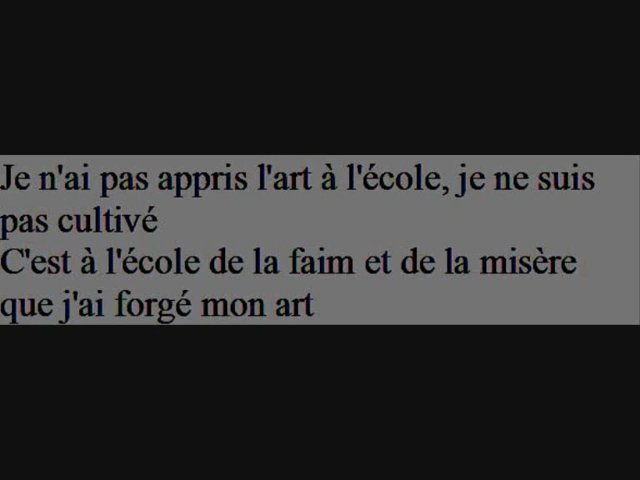 Je n'ai pas appris l'art à l'école, je ne suis
pas cultivé
C'est à l'école de la faim et de la misère
que j'ai forgé mon art